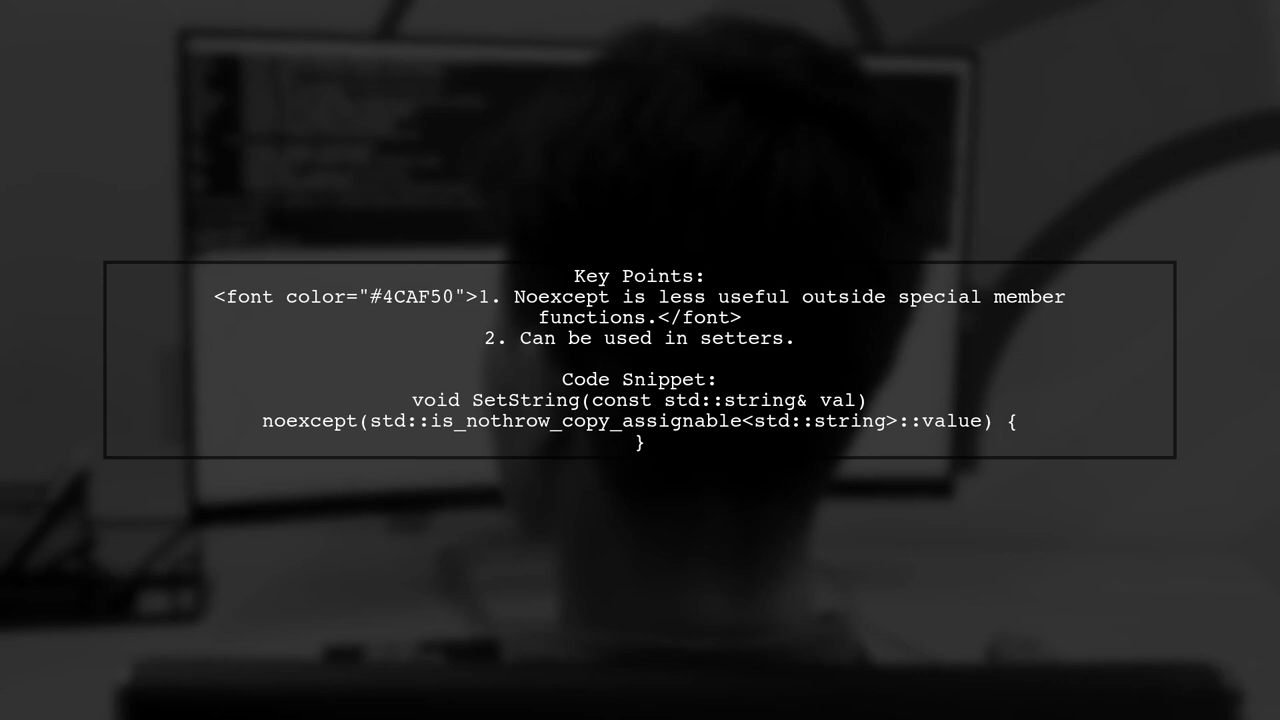 Key Points:
<font color="#4CAF50">1. Noexcept is less useful outside special member
functions.</font>
2. Can be used in setters.
Code Snippet:
void SetString(const std::string& val)
noexcept(std::is_nothrow_copy_assignable<std::string>::value) {
}